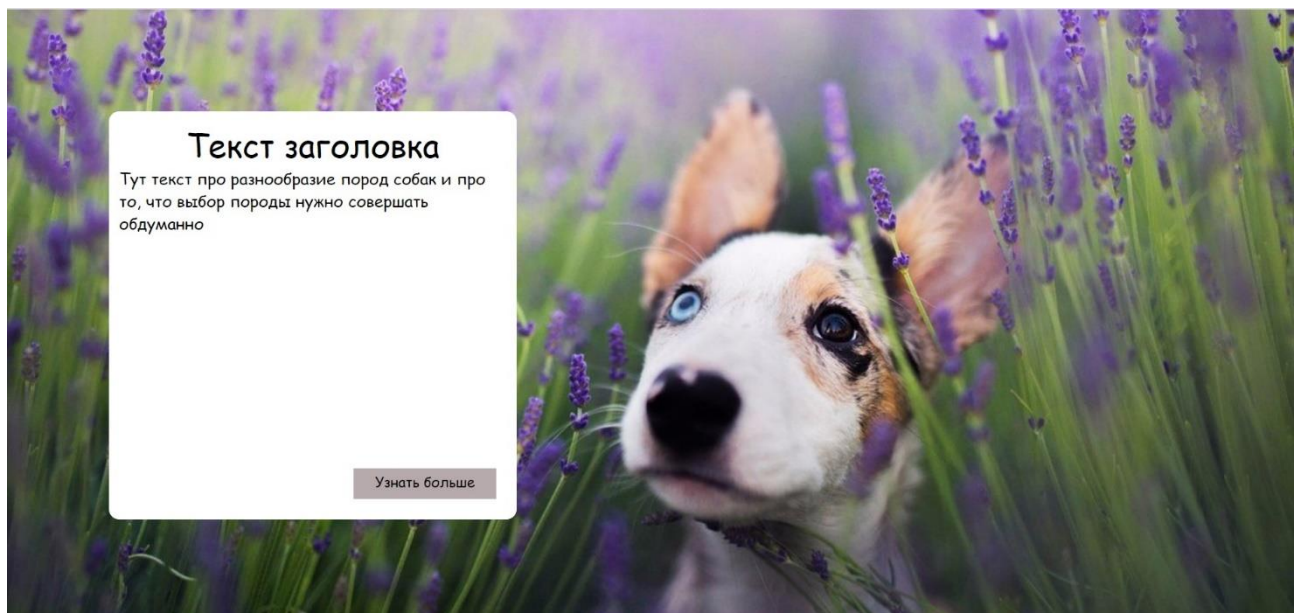 Текст заголовка
Тут текст про разнообразие пород собак и про
то, что выбор породы нужно совершать
обдуманно
Узнать больше